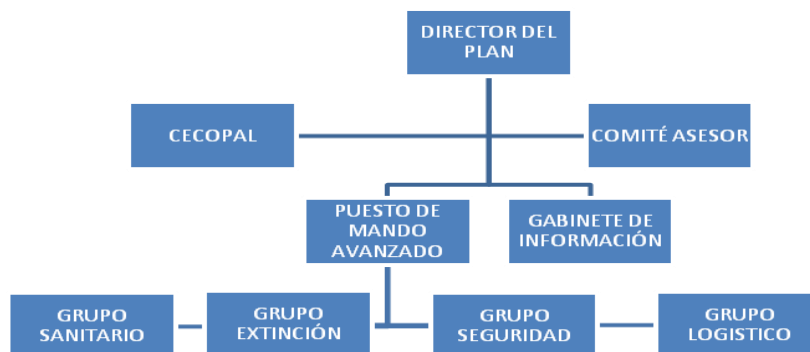 DIRECTOR DEL
PLAN
CECOPAL
COMITÉ ASESOR
PUESTO DE
MANDO
AVANZADO
GABINETE DE
INFORMACIÓN
GRUPO
SANITARIO
GRUPO
EXTINCIÓN
GRUPO
SEGURIDAD
GRUPO
LOGISTICO